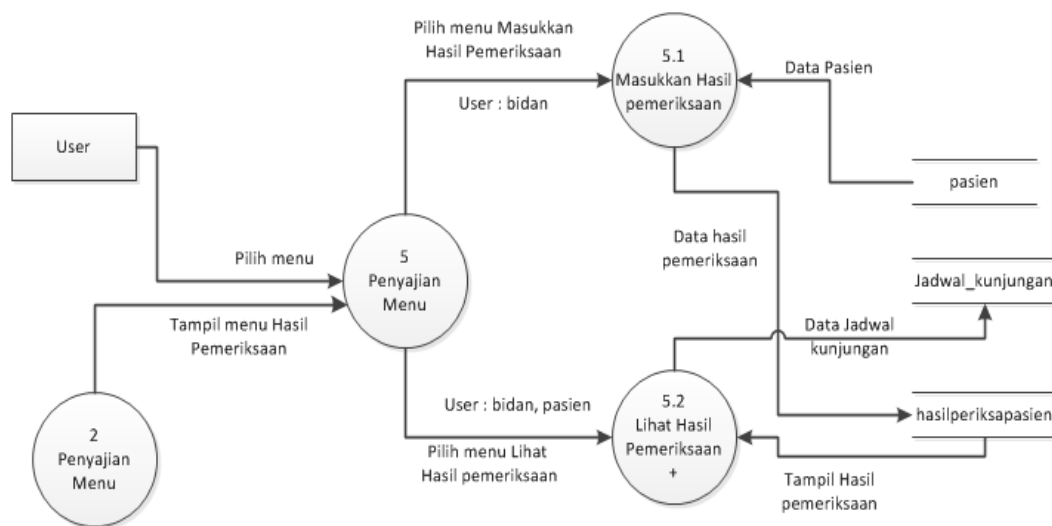 Pilih menu Masukkan
Hasil Pemeriksaan
User : bidan
5.1
Masukkan Hasil
pemeriksaan
Data Pasien
User
pasien
Pilih menu
5
Penyajian
Menu
Data hasil
pemeriksaan
Jadwal_kunjungan
Tampil menu Hasil
Pemeriksaan
Data Jadwal
kunjungan
2
Penyajian
Menu
User : bidan, pasien
Pilih menu Lihat
Hasil pemeriksaan
5.2
Lihat Hasil
Pemeriksaan
+
hasilperiksapasien
Tampil Hasil
pemeriksaan